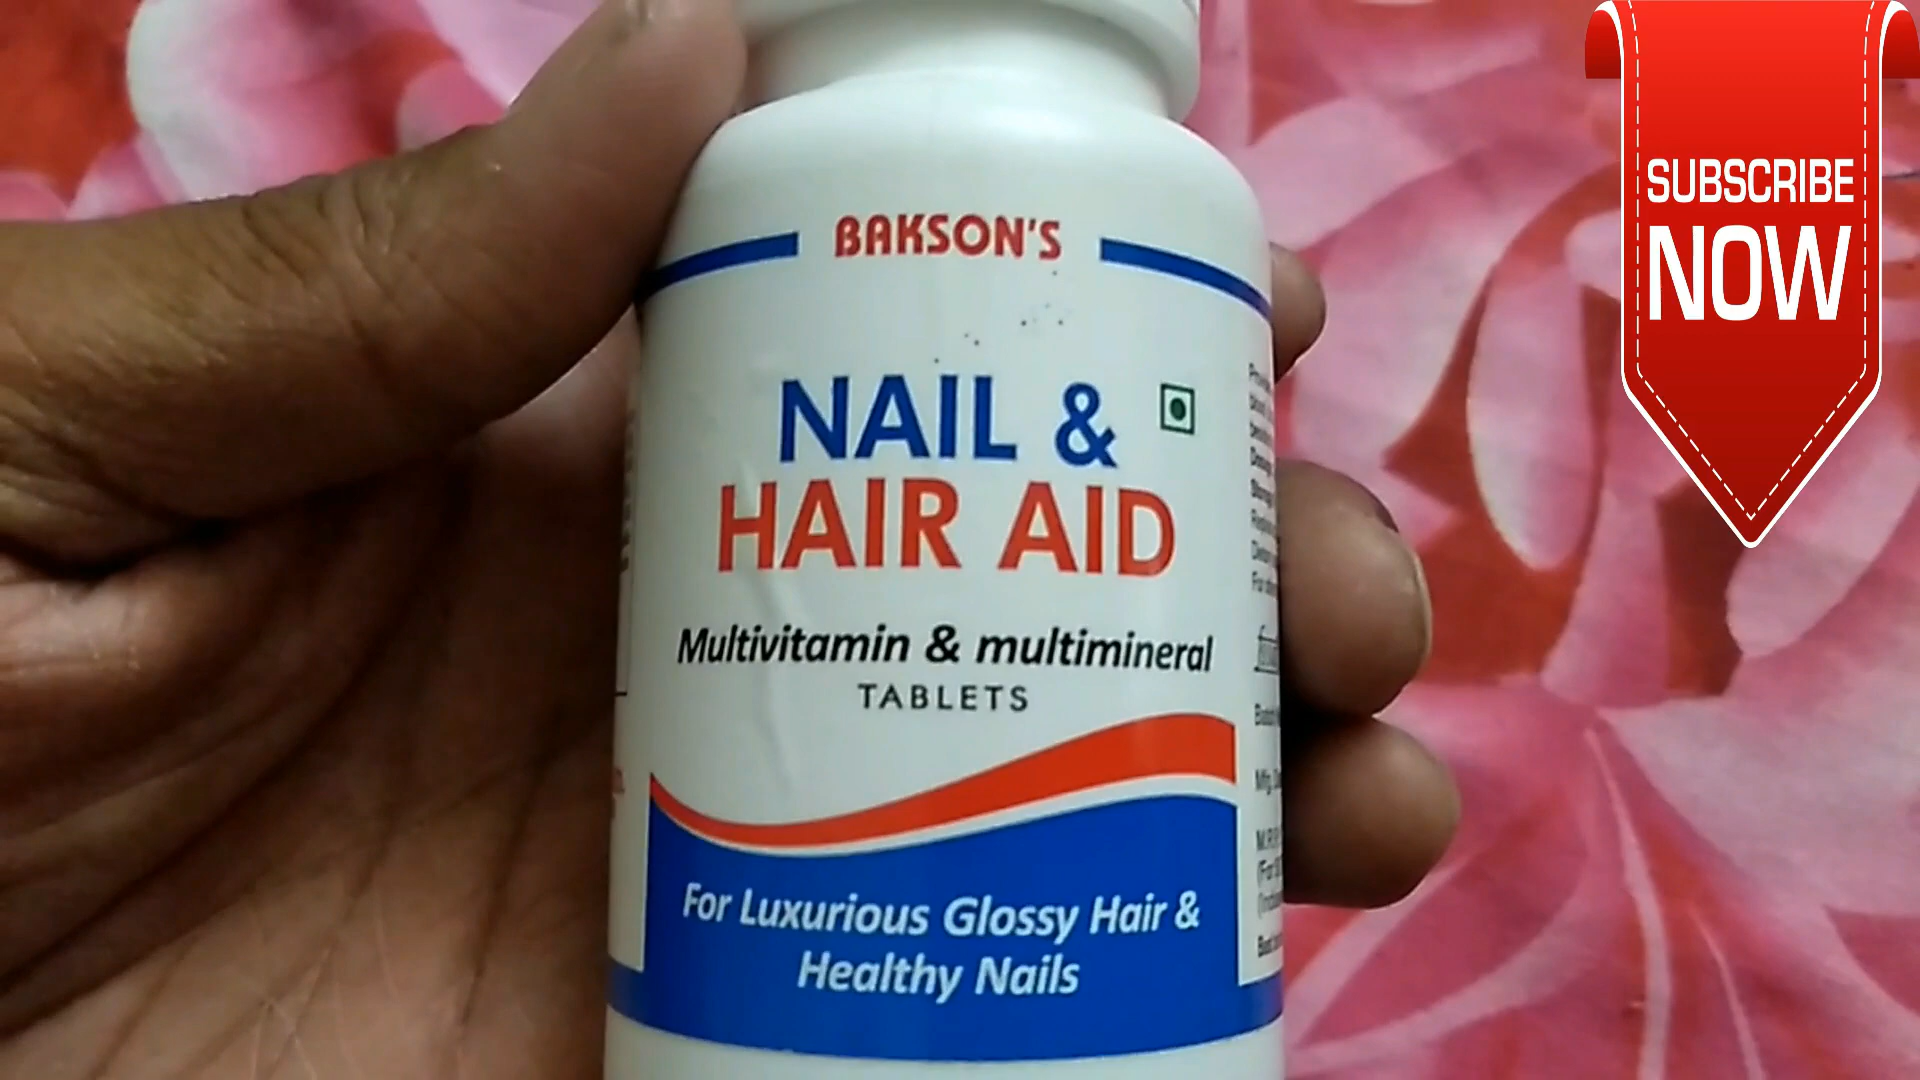 BAKSON'S
NAIL &
HAIR AID
Multivitamin & multimineral
TABLETS
For Luxurious Glossy Hair &
Healthy Nails
SUBSCRIBE
NOW